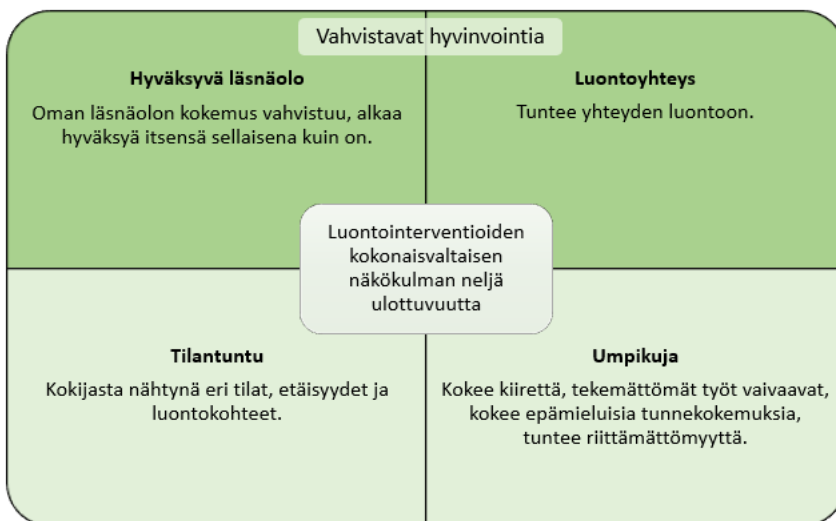 Vahvistavat hyvinvointia
Hyväksyvä läsnäolo
Oman läsnäolon kokemus vahvistuu, alkaa
hyväksyä itsensä sellaisena kuin on.
Luontoyhteys
Tuntee yhteyden luontoon.
Luontointerventioiden
kokonaisvaltaisen
näkökulman neljä
ulottuvuutta
Tilantuntu
Kokijasta nähtynä eri tilat, etäisyydet ja
luontokohteet.
Umpikuja
Kokee kiirettä, tekemättömät työt vaivaavat,
kokee epämieluisia tunnekokemuksia,
tuntee riittämättömyyttä.